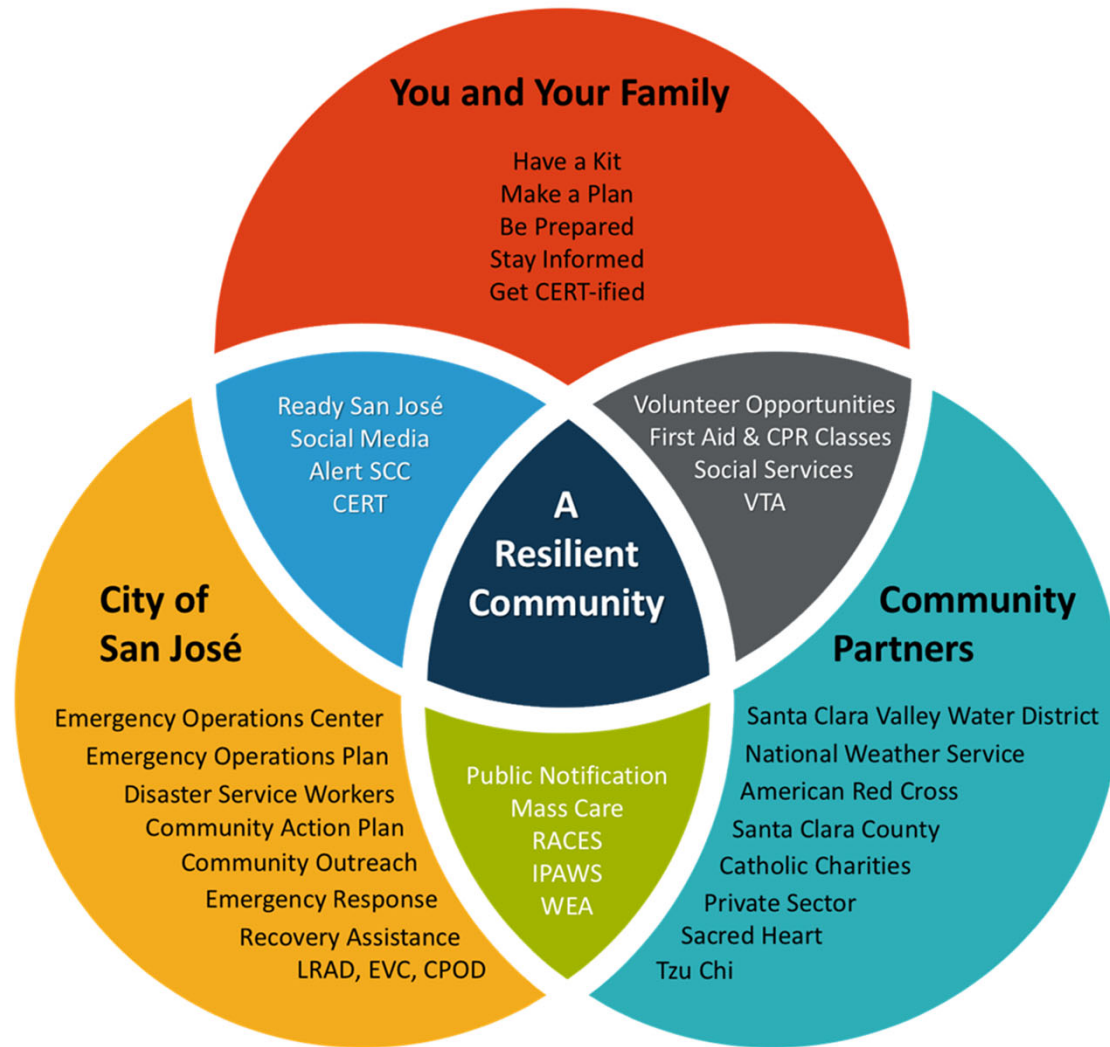 You and Your Family
Have a Kit
Make a Plan
Be Prepared
Stay Informed
Get CERT-ified
Ready San José
Social Media
Alert SCC
CERT
Volunteer Opportunities
First Aid & CPR Classes
Social Services
VTA
A
Resilient
Community
City of
San José
Emergency Operations Center
Emergency Operations Plan
Disaster Service Workers
Community Action Plan
Community Outreach
Emergency Response
Recovery Assistance
LRAD, EVC, CPOD
Community
Partners
Santa Clara Valley Water District
National Weather Service
American Red Cross
Santa Clara County
Catholic Charities
Private Sector
Sacred Heart
Tzu Chi
Public Notification
Mass Care
RACES
IPAWS
WEA